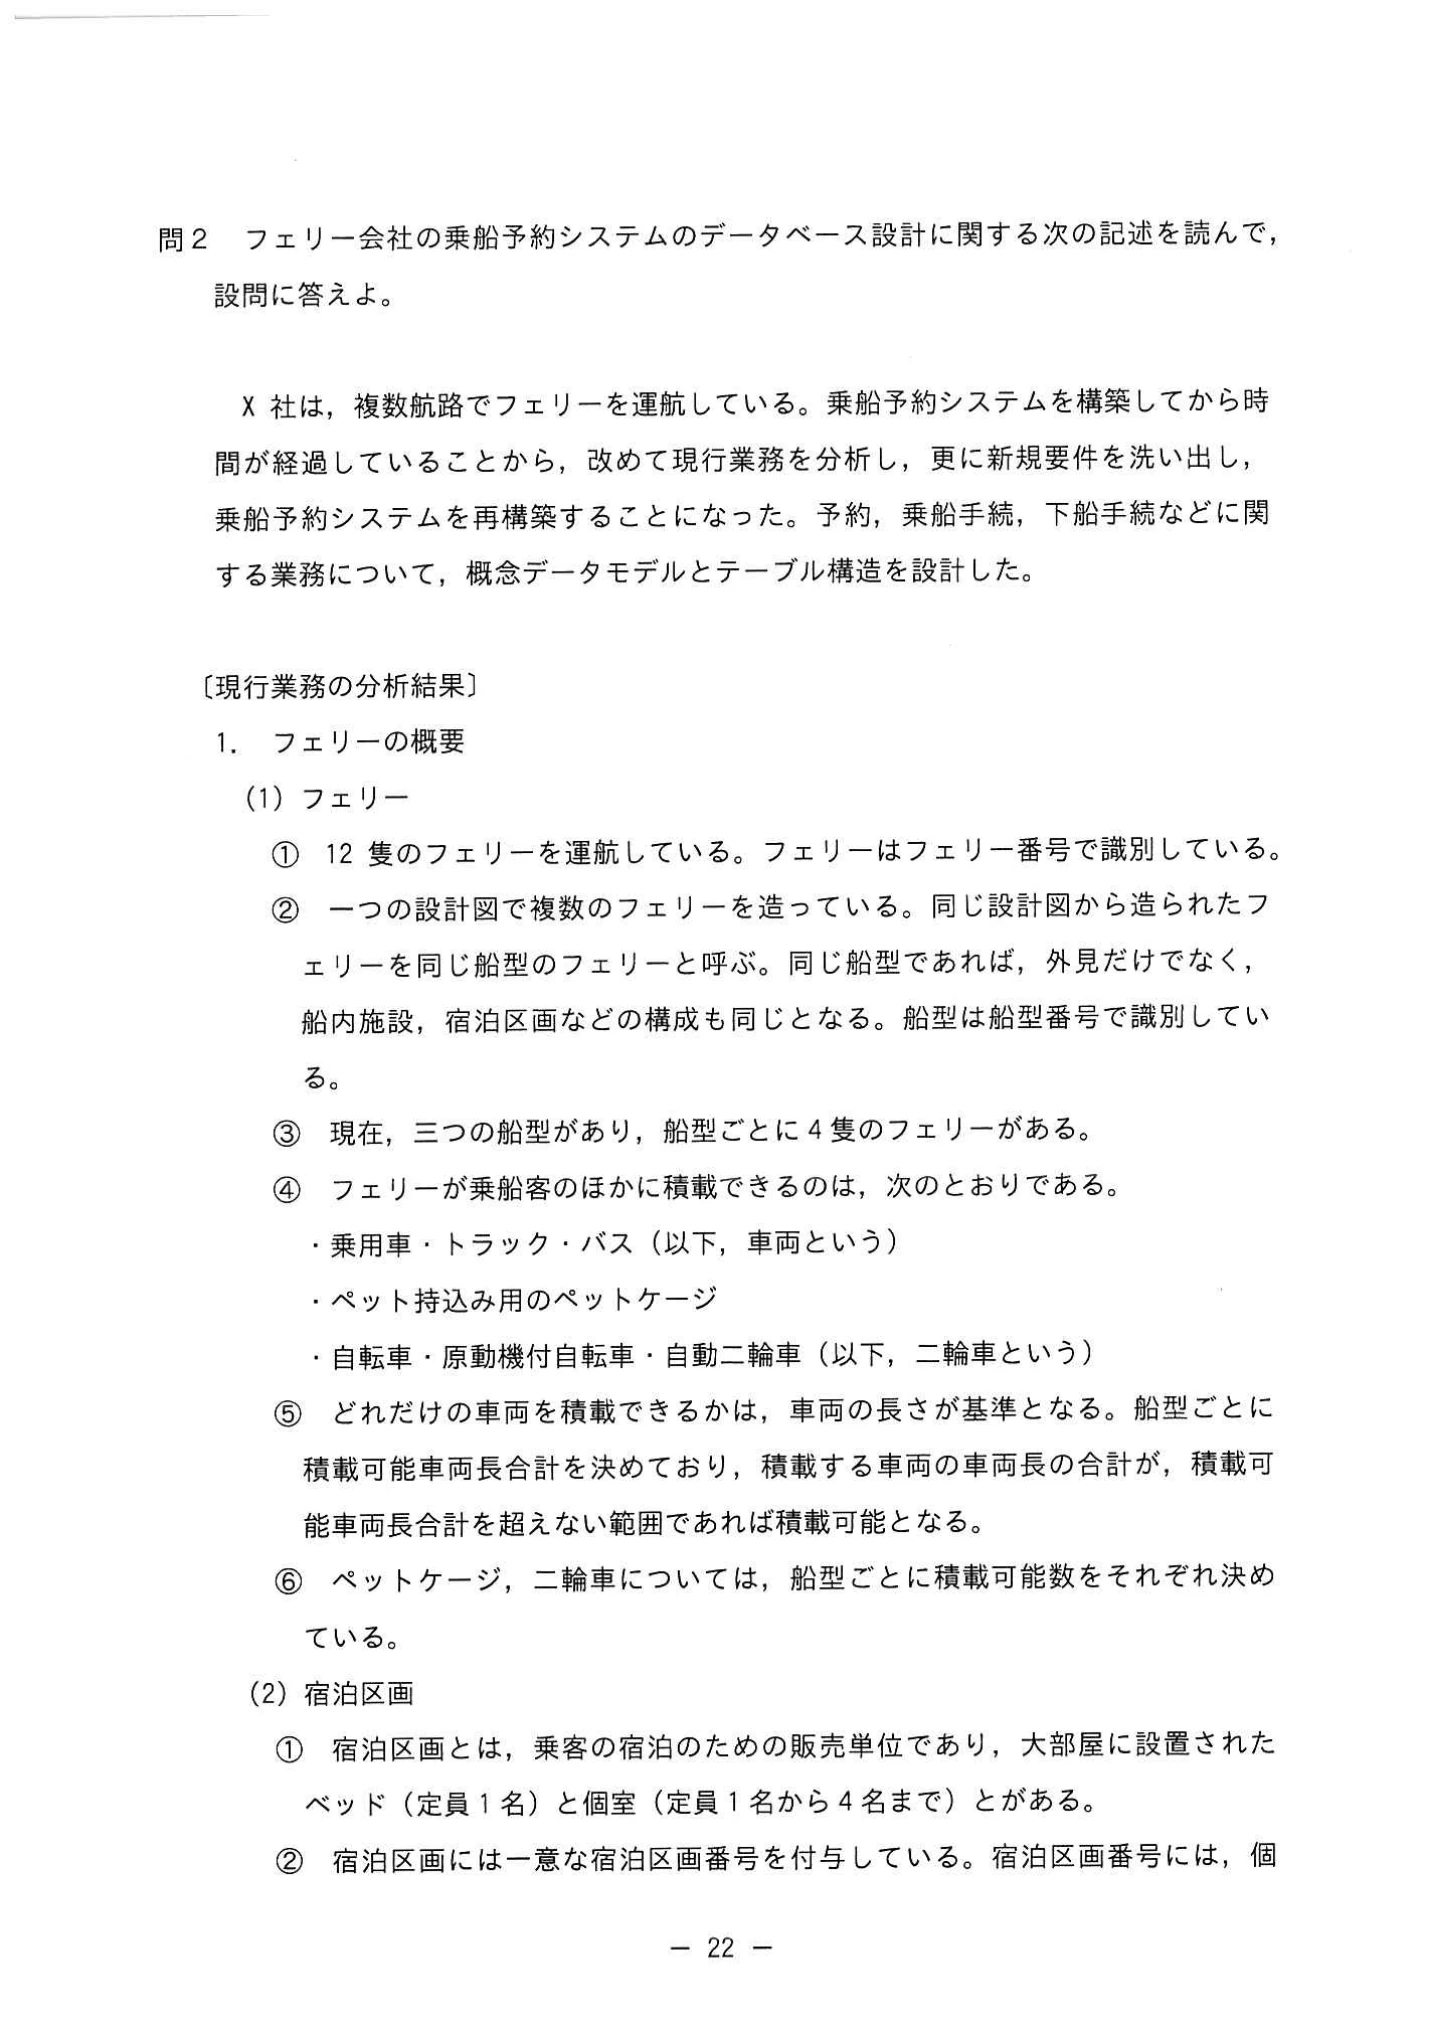 問2　フェリー会社の乗船予約システムのデータベース設計に関する次の記述を読んで，
設問に答えよ。
X 社は，複数航路でフェリーを運航している。乗船予約システムを構築してから時
間が経過していることから，改めて現行業務を分析し，更に新規要件を洗い出し，
乗船予約システムを再構築することになった。予約，乗船手続，下船手続などに関
する業務について，概念データモデルとテーブル構造を設計した。
〔現行業務の分析結果〕
1.　フェリーの概要
(1) フェリー
①　12 隻のフェリーを運航している。フェリーはフェリー番号で識別している。
②　一つの設計図で複数のフェリーを造っている。同じ設計図から造られたフ
ェリーを同じ船型のフェリーと呼ぶ。同じ船型であれば，外見だけでなく，
船内施設，宿泊区画などの構成も同じとなる。船型は船型番号で識別してい
る。
③　現在，三つの船型があり，船型ごとに 4 隻のフェリーがある。
④　フェリーが乗船客のほかに積載できるのは，次のとおりである。
・乗用車・トラック・バス（以下，車両という）
・ペット持込み用のペットケージ
・自転車・原動機付自転車・自動二輪車（以下，二輪車という）
⑤　どれだけの車両を積載できるかは，車両の長さが基準となる。船型ごとに
積載可能車両長合計を決めており，積載する車両の車両長の合計が，積載可
能車両長合計を超えない範囲であれば積載可能となる。
⑥　ペットケージ，二輪車については，船型ごとに積載可能数をそれぞれ決め
ている。
(2) 宿泊区画
①　宿泊区画とは，乗客の宿泊のための販売単位であり，大部屋に設置された
ベッド（定員 1 名）と個室（定員 1 名から 4 名まで）とがある。
②　宿泊区画には一意な宿泊区画番号を付与している。宿泊区画番号には，個
－ 22 －